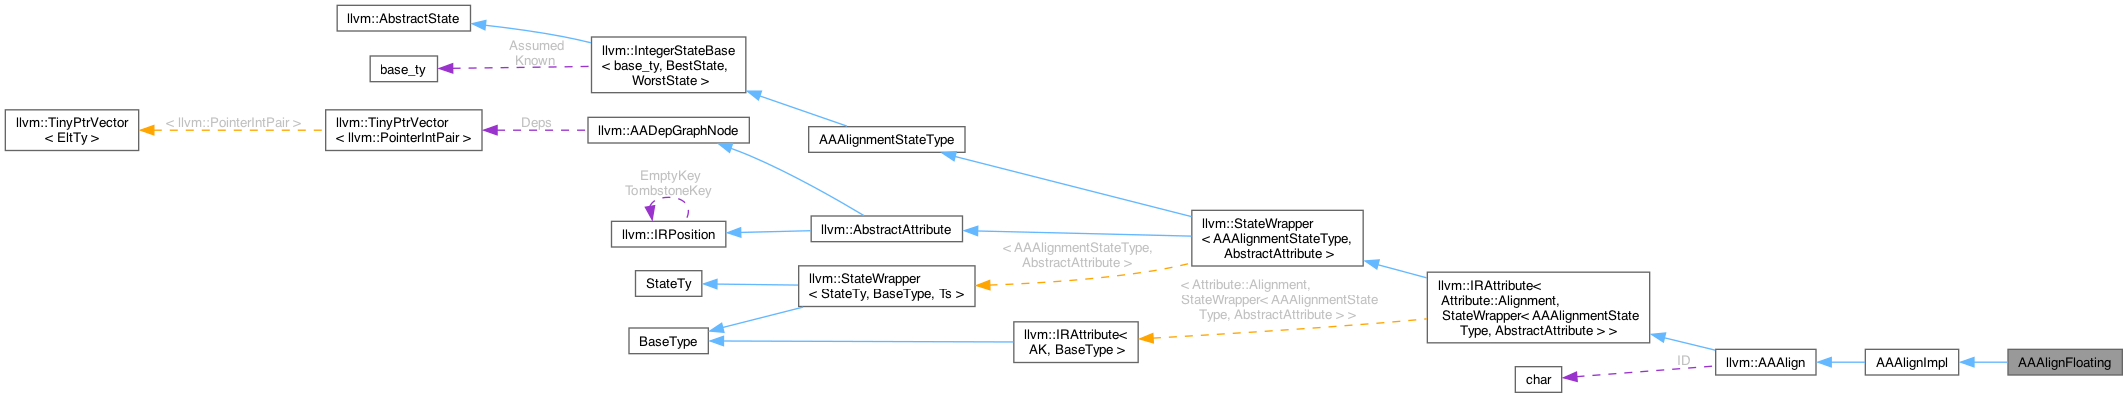 llvm::AbstractState
base_ty
Assumed
Known
llvm::IntegerStateBase
< base_ty, BestState,
WorstState >
llvm::TinyPtrVector
< EltTy >
< llvm::PointerIntPair >
llvm::TinyPtrVector
< llvm::PointerIntPair >
Deps
llvm::AADepGraphNode
AAAlignmentStateType
EmptyKey
TombstoneKey
llvm::IRPosition
llvm::AbstractAttribute
llvm::StateWrapper
< AAAlignmentStateType,
AbstractAttribute >
< AAAlignmentStateType,
AbstractAttribute >
StateTy
llvm::StateWrapper
< StateTy, BaseType, Ts >
BaseType
< Attribute::Alignment,
StateWrapper< AAAlignmentState
Type, AbstractAttribute > >
llvm::IRAttribute<
AK, BaseType >
llvm::IRAttribute<
Attribute::Alignment,
StateWrapper< AAAlignmentState
Type, AbstractAttribute > >
char
ID
llvm::AAAlign
AAAlignImpl
AAAlignFloating